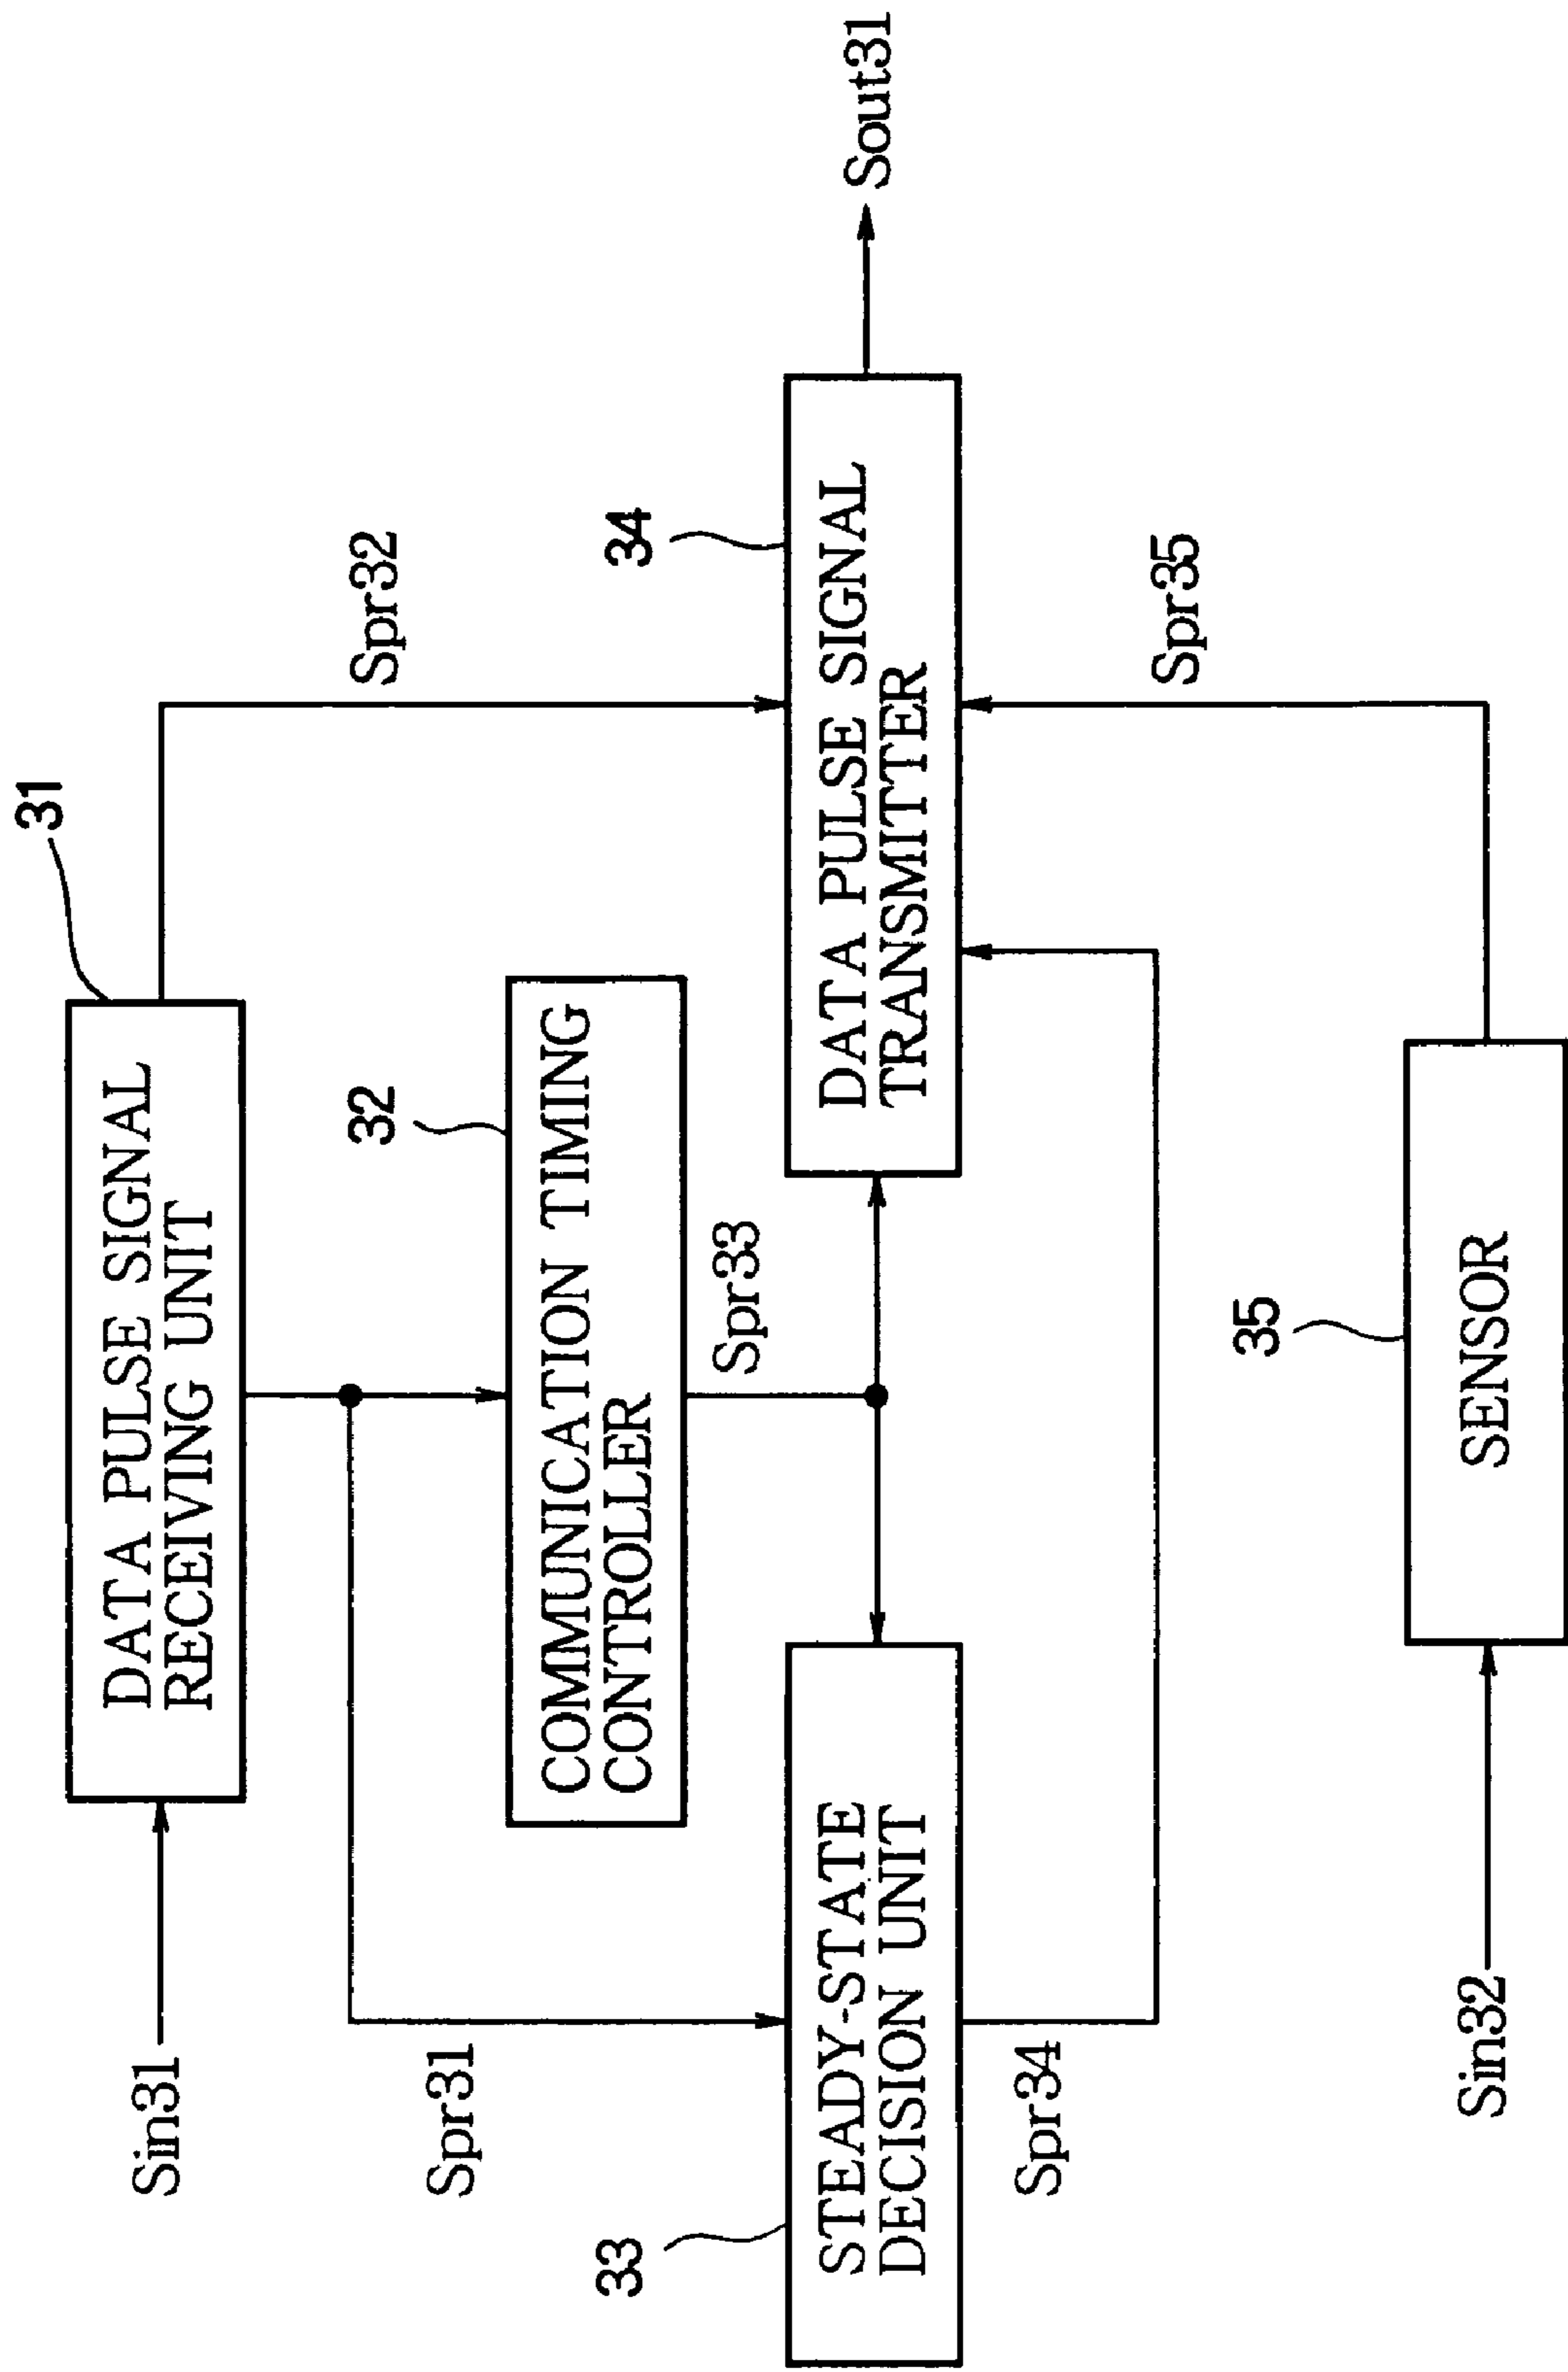 31
Sin31
DATA PULSE SIGNAL
RECEIVING UNIT
Spr32
Spr31
32
COMMUNICATION TIMING
CONTROLLER
Spr33
33
STEADY-STATE
DECISION UNIT
34
DATA PULSE SIGNAL
TRANSMITTER
Sout31
Spr34
Spr35
35
Sin32
SENSOR